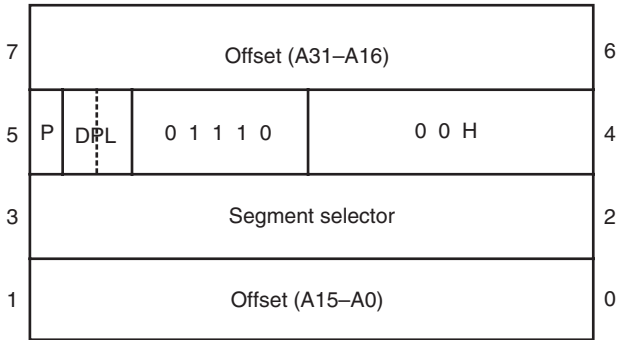 7 Offset (A31–A16) 6
5 P DPL 0 1 1 1 0 0 0 H 4
3 Segment selector 2
1 Offset (A15–A0) 0